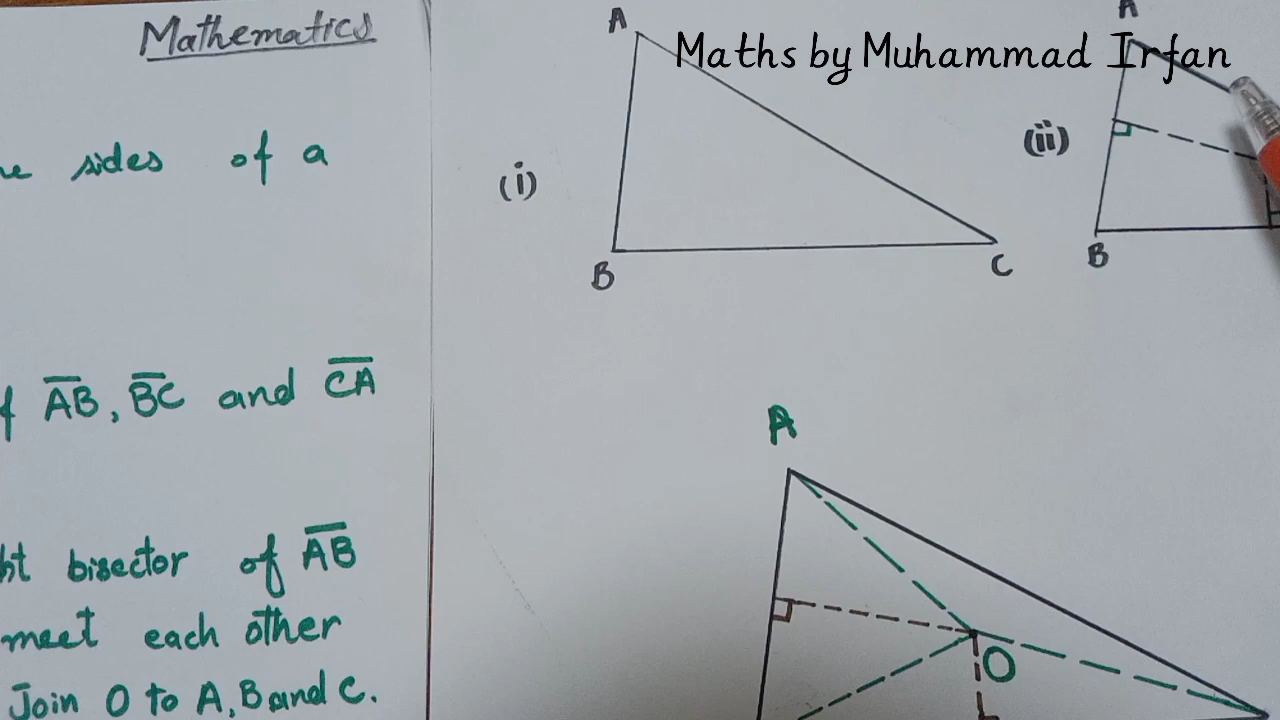 Mathematics
sides of a
AB, BC and CA
bisector of AB
meet each other
Join O to A, B and C.
Maths by Muhammad Irfan
A
(i)
B
C
A
(ii)
B
A
O